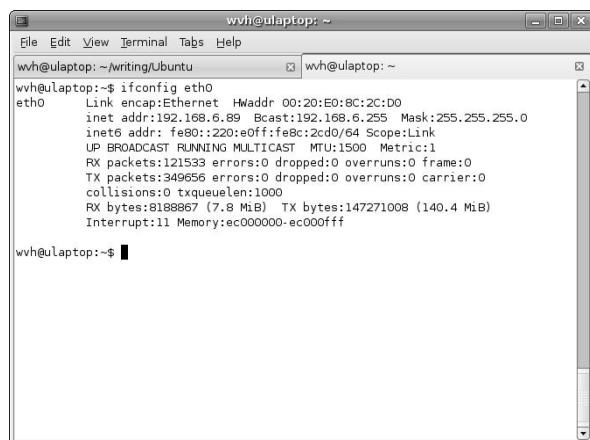 wvh@ulaptop: ~
File Edit View Terminal Tabs Help
wvh@ulaptop: ~/writing/Ubuntu wvh@ulaptop: ~
wvh@ulaptop:~$ ifconfig eth0
eth0 Link encap:Ethernet HWaddr 00:20:E0:8C:2C:D0
inet addr:192.168.6.89 Bcast:192.168.6.255 Mask:255.255.255.0
inet6 addr: fe80::220:e0ff:fe8c:2cd0/64 Scope:Link
UP BROADCAST RUNNING MULTICAST MTU:1500 Metric:1
RX packets:121533 errors:0 dropped:0 overruns:0 frame:0
TX packets:349656 errors:0 dropped:0 overruns:0 carrier:0
collisions:0 txqueuelen:1000
RX bytes:8188867 (7.8 MiB) TX bytes:147271008 (140.4 MiB)
Interrupt:11 Memory:ec000000-ec000fff
wvh@ulaptop:~$